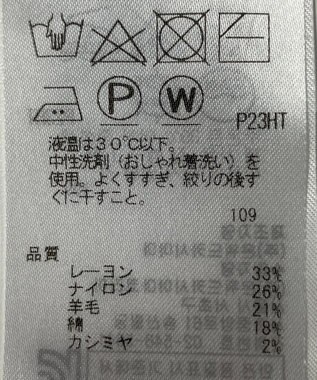 P
W
P23HT
液温は30℃以下。
中性洗剤（おしゃれ着洗い）を
使用。よくすすぎ、絞りの後す
ぐに干すこと。
109
品質
レーヨン 33%
ナイロン 26%
羊毛 21%
綿 18%
カシミヤ 2%